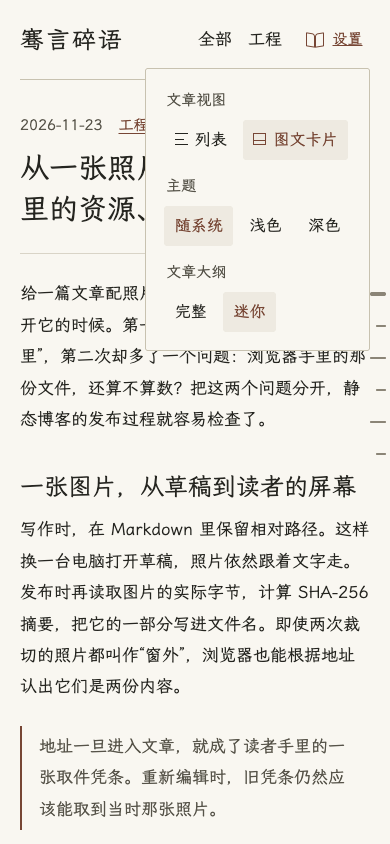 骞言碎语
全部 工程 设置
文章视图
列表 图文卡片
主题
随系统 浅色 深色
文章大纲
完整 迷你
2026-11-23 工程
从一张照
里的资源、
给一篇文章配照
开它的时候。第一
里”，第二次却多了一个问题：浏览器手里的那
份文件，还算不算数？把这两个问题分开，静
态博客的发布过程就容易检查了。
一张图片，从草稿到读者的屏幕
写作时，在 Markdown 里保留相对路径。这样
换一台电脑打开草稿，照片依然跟着文字走。
发布时再读取图片的实际字节，计算 SHA-256
摘要，把它的一部分写进文件名。即使两次裁
切的照片都叫作“窗外”，浏览器也能根据地址
认出它们是两份内容。
地址一旦进入文章，就成了读者手里的一
张取件凭条。重新编辑时，旧凭条仍然应
该能取到当时那张照片。